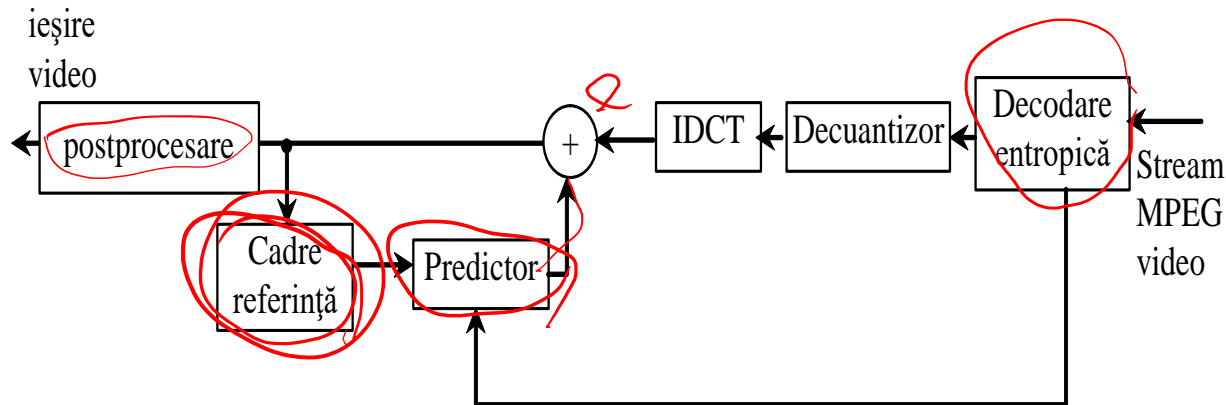 ieşire
video
postprocesare
+
IDCT
Decuantizor
Decodare
entropică
Stream
MPEG
video
Cadre
referinţă
Predictor